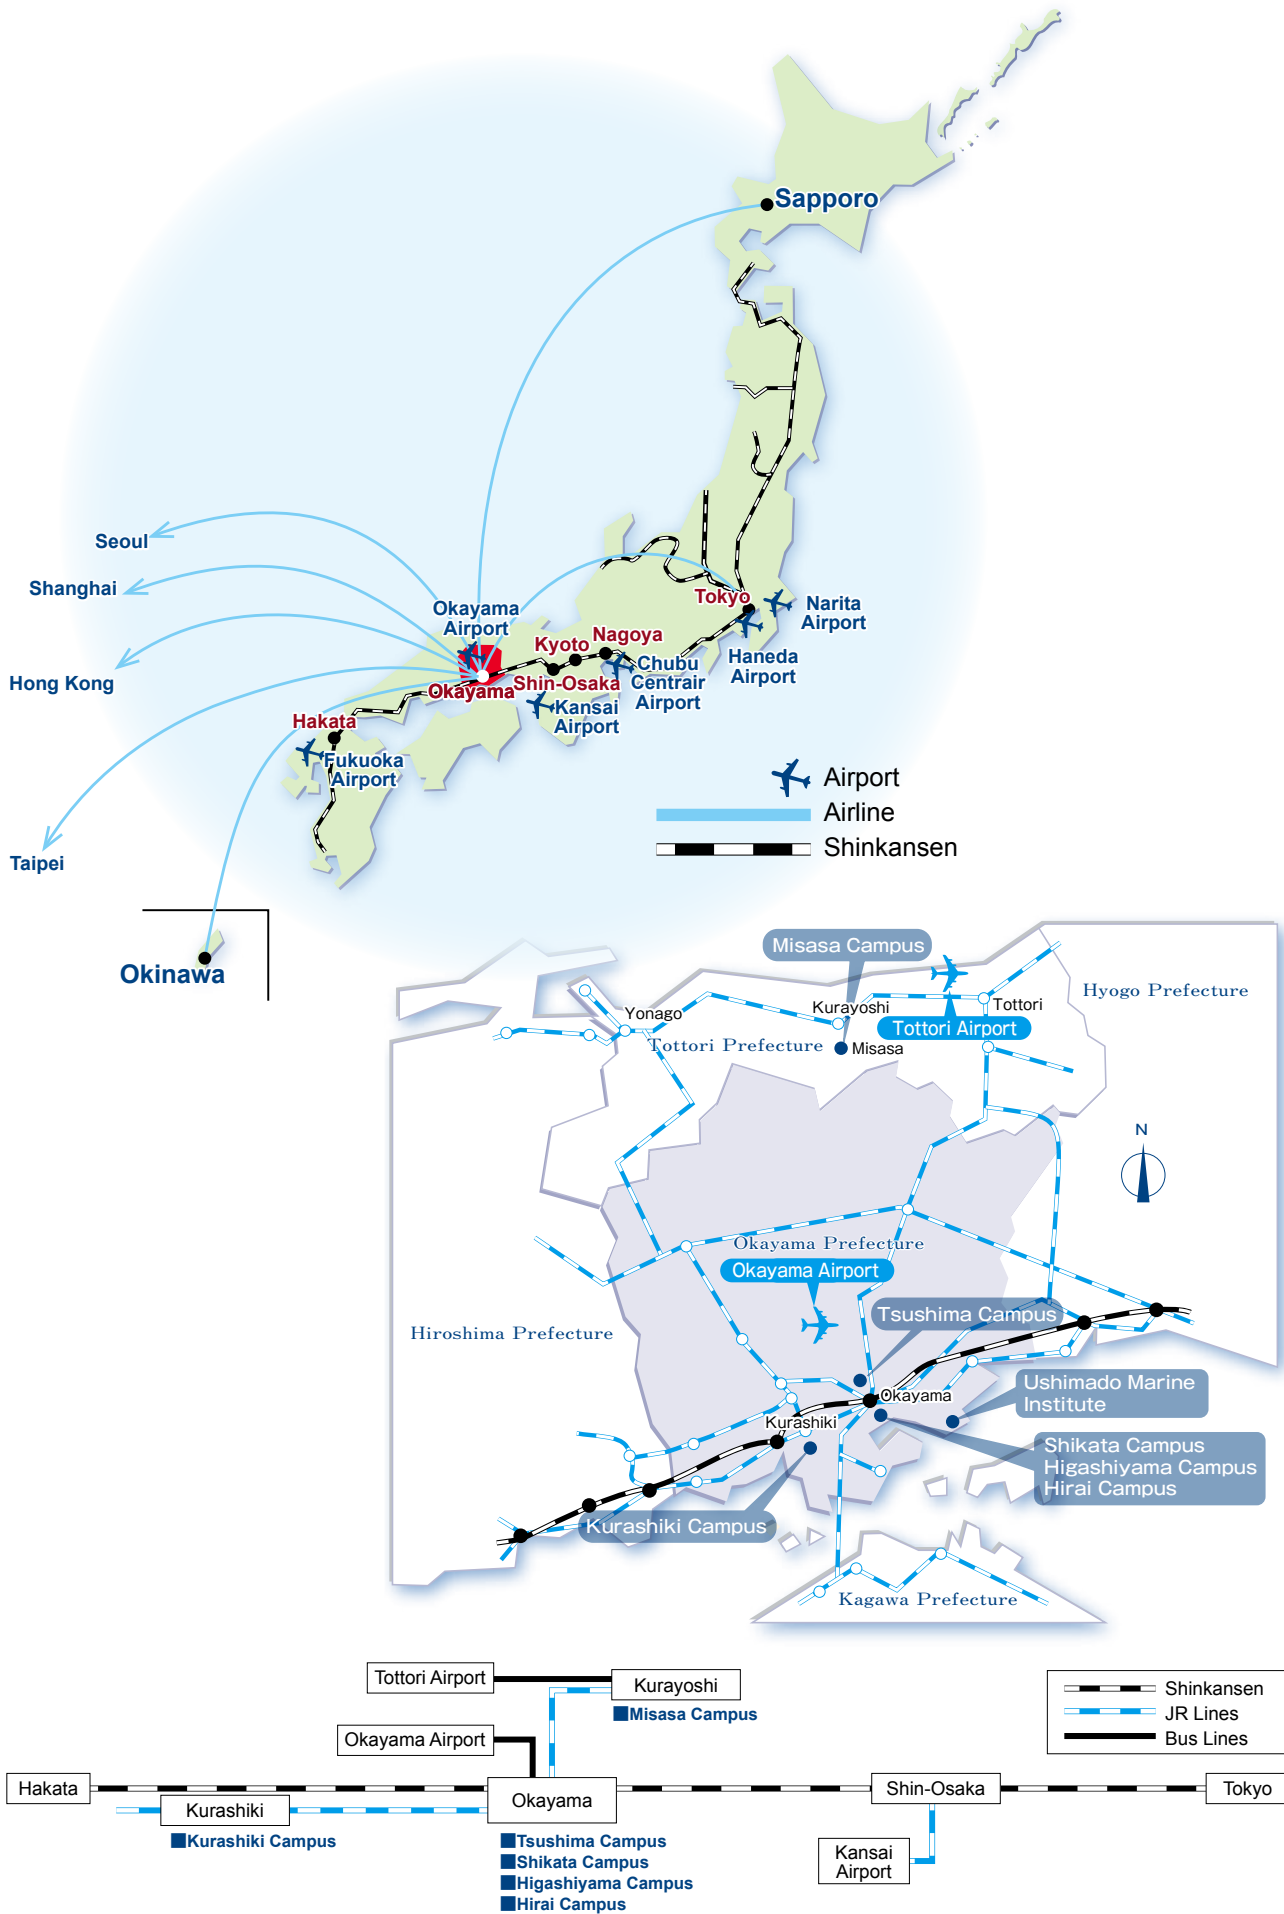 Sapporo
Seoul
Shanghai
Hong Kong
Taipei
Okinawa
Okayama
Airport
Okayama
Hakata
Fukuoka
Airport
Kyoto
Nagoya
Shin-Osaka
Kansai
Airport
Chubu
Centrair
Airport
Tokyo
Narita
Airport
Haneda
Airport
Airport
Airline
Shinkansen
Misasa Campus
Hyogo Prefecture
Yonago
Kurayoshi
Tottori
Tottori Airport
Tottori Prefecture
Misasa
N
Okayama Prefecture
Okayama Airport
Tsushima Campus
Hiroshima Prefecture
Okayama
Kurashiki
Ushimado Marine
Institute
Shikata Campus
Higashiyama Campus
Hirai Campus
Kurashiki Campus
Kagawa Prefecture
Tottori Airport
Kurayoshi
Misasa Campus
Okayama Airport
Shinkansen
JR Lines
Bus Lines
Hakata
Kurashiki
Kurashiki Campus
Okayama
Tsushima Campus
Shikata Campus
Higashiyama Campus
Hirai Campus
Shin-Osaka
Kansai
Airport
Tokyo